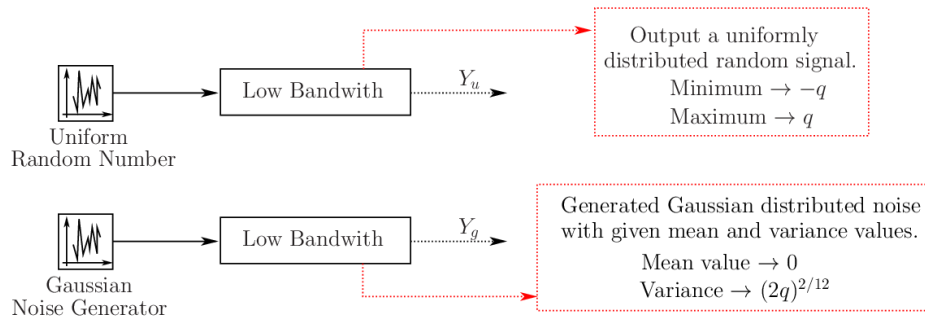 Uniform
Random Number
Low Bandwith
Y_u
Output a uniformly
distributed random signal.
Minimum → −q
Maximum → q
Gaussian
Noise Generator
Low Bandwith
Y_g
Generated Gaussian distributed noise
with given mean and variance values.
Mean value → 0
Variance → (2q)^{2/12}